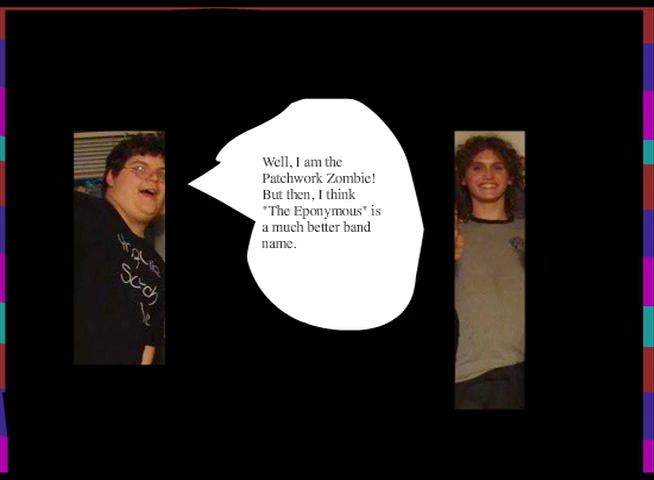 Well, I am the
Patchwork Zombie!
But then, I think
"The Eponymous" is
a much better band
name.